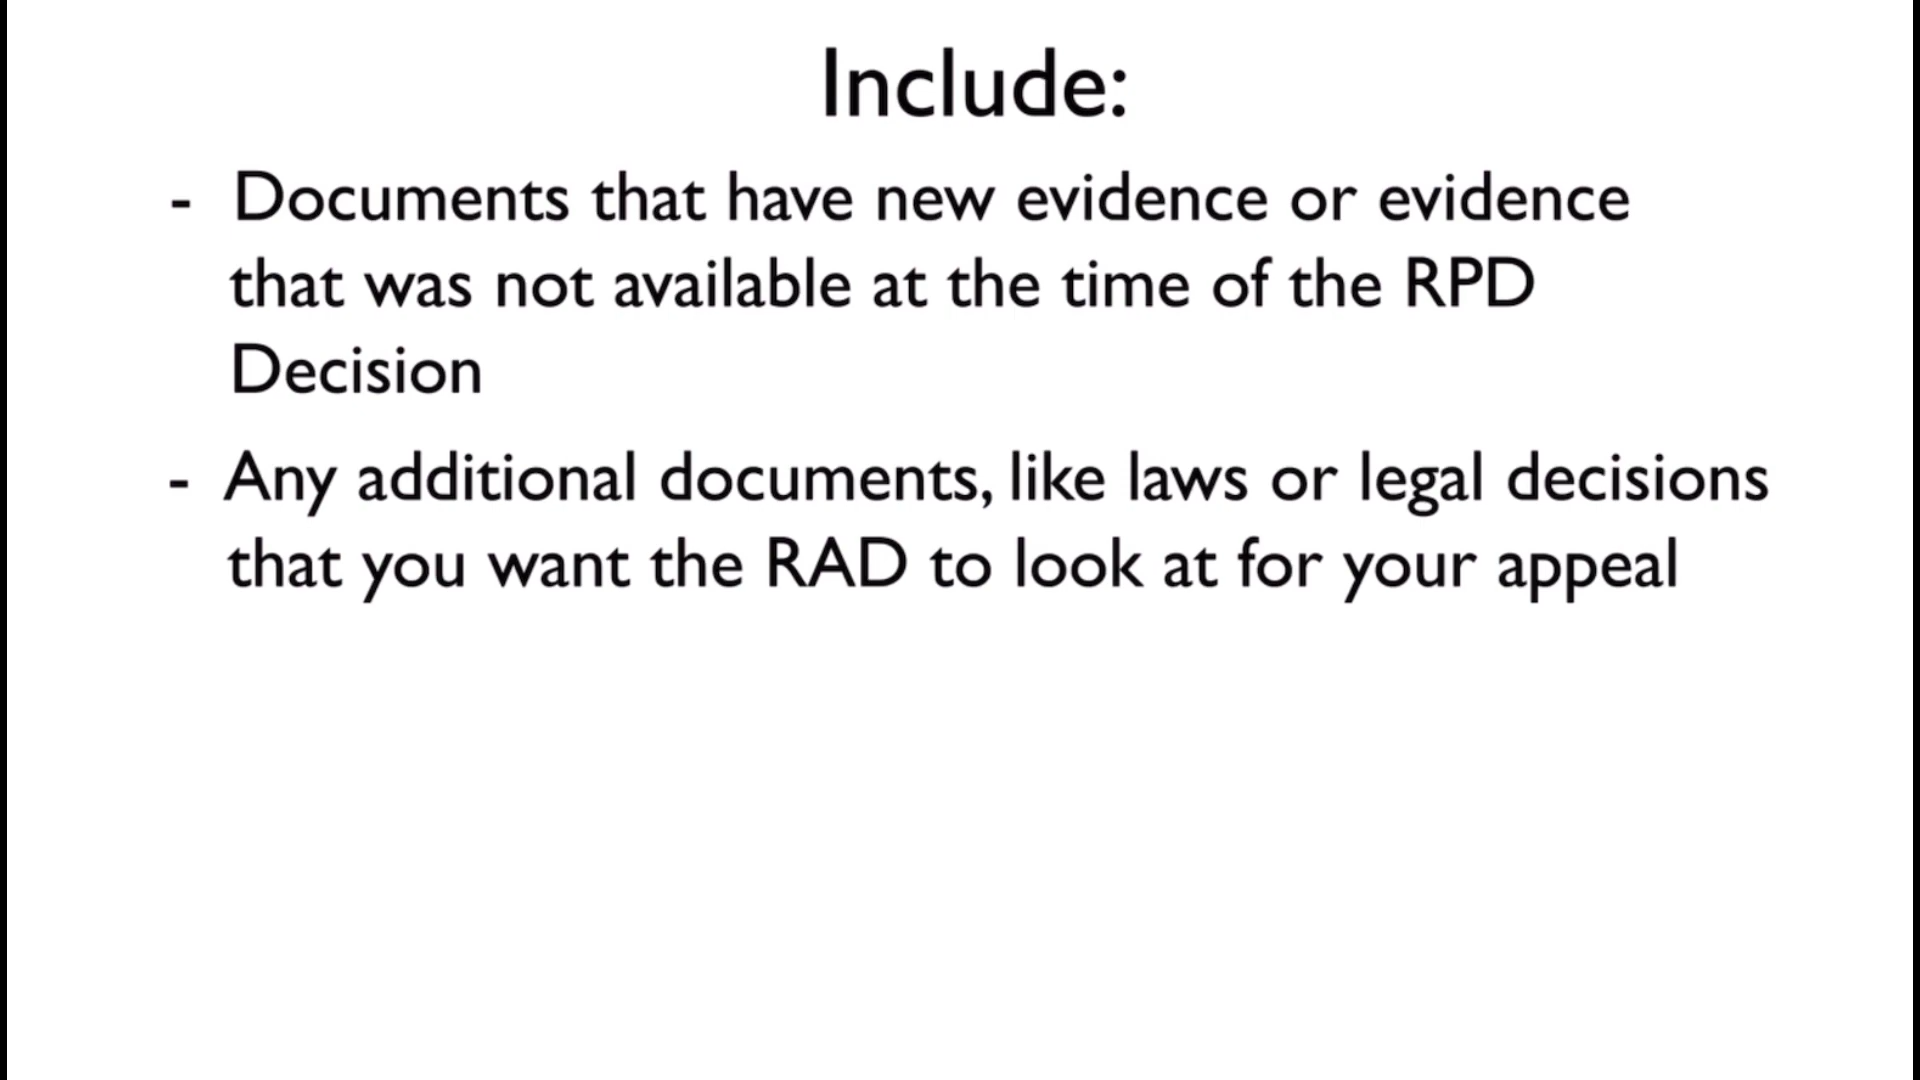 Include:
- Documents that have new evidence or evidence
that was not available at the time of the RPD
Decision
- Any additional documents, like laws or legal decisions
that you want the RAD to look at for your appeal